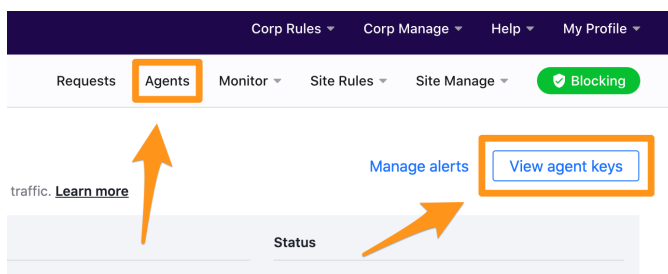 Corp Rules Corp Manage Help My Profile
Requests Agents Monitor Site Rules Site Manage Blocking
Manage alerts View agent keys
traffic. Learn more
Status